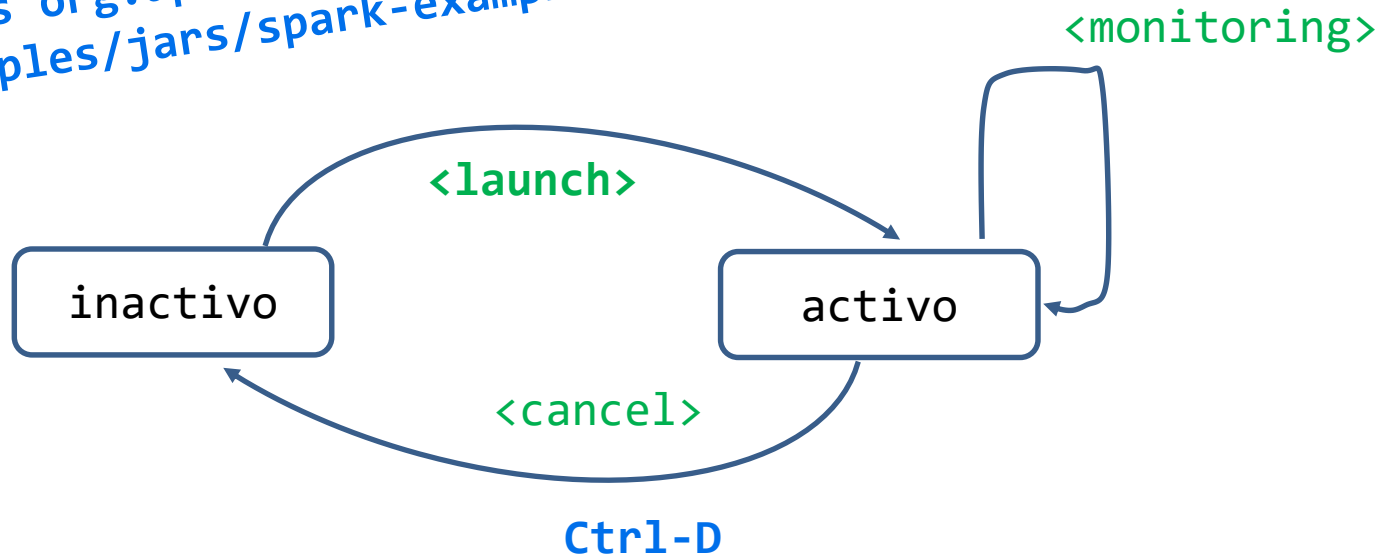 ples/jars/spark-examp
<monitoring>
<launch>
inactivo
activo
<cancel>
Ctrl-D